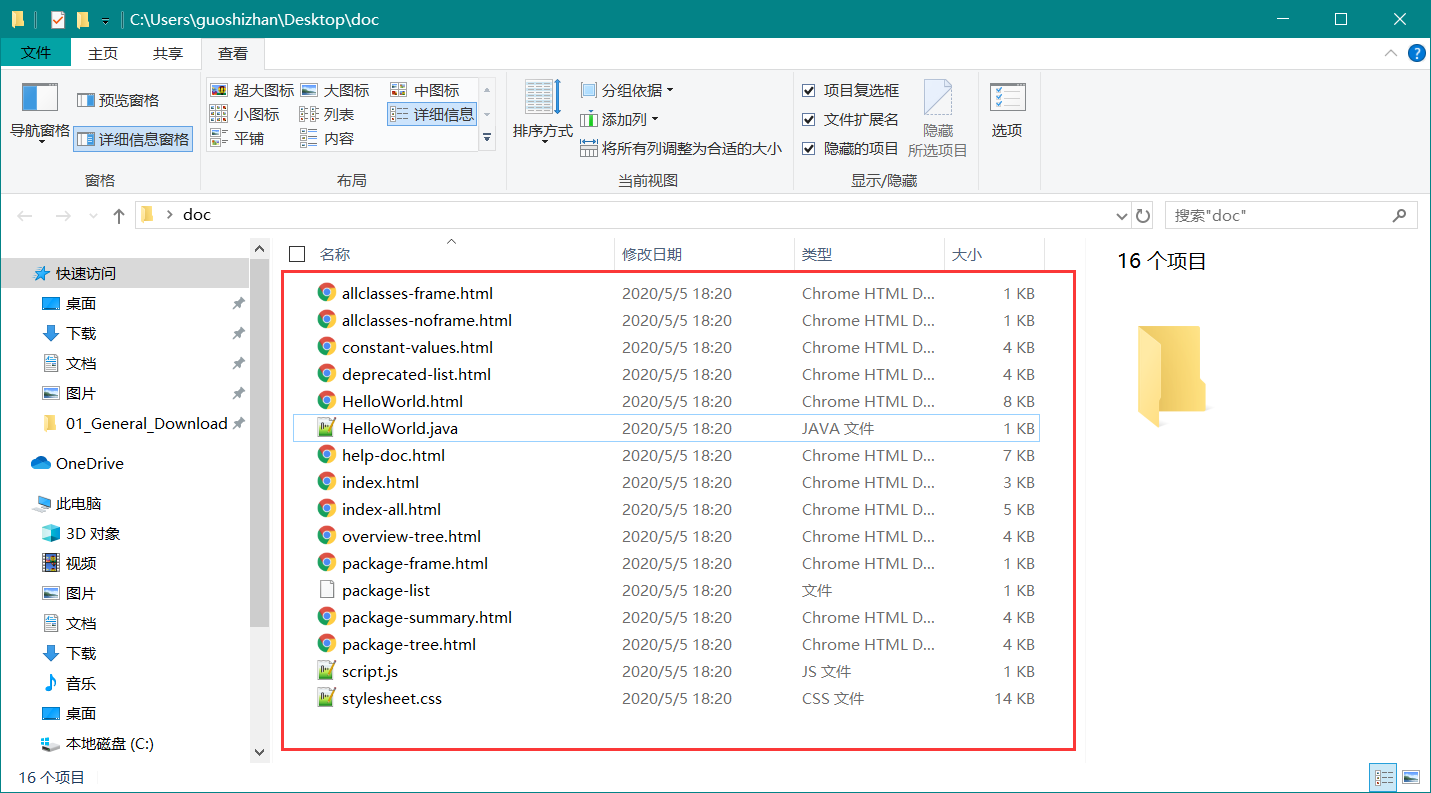 C:\Users\guoshizhan\Desktop\doc
文件 主页 共享 查看
导航窗格
预览窗格
详细信息窗格
窗格
超大图标 大图标 中图标
小图标 列表 详细信息
平铺 内容
布局
排序方式
分组依据
添加列
将所有列调整为合适的大小
当前视图
项目复选框
文件扩展名
隐藏的项目
隐藏
所选项目
显示/隐藏
选项
doc
搜索"doc"
快速访问
桌面
下载
文档
图片
01_General_Download
OneDrive
此电脑
3D 对象
视频
图片
文档
下载
音乐
桌面
本地磁盘 (C:)
名称 修改日期 类型 大小
allclasses-frame.html 2020/5/5 18:20 Chrome HTML D... 1 KB
allclasses-noframe.html 2020/5/5 18:20 Chrome HTML D... 1 KB
constant-values.html 2020/5/5 18:20 Chrome HTML D... 4 KB
deprecated-list.html 2020/5/5 18:20 Chrome HTML D... 4 KB
HelloWorld.html 2020/5/5 18:20 Chrome HTML D... 8 KB
HelloWorld.java 2020/5/5 18:20 JAVA 文件 1 KB
help-doc.html 2020/5/5 18:20 Chrome HTML D... 7 KB
index.html 2020/5/5 18:20 Chrome HTML D... 3 KB
index-all.html 2020/5/5 18:20 Chrome HTML D... 5 KB
overview-tree.html 2020/5/5 18:20 Chrome HTML D... 4 KB
package-frame.html 2020/5/5 18:20 Chrome HTML D... 1 KB
package-list 2020/5/5 18:20 文件 1 KB
package-summary.html 2020/5/5 18:20 Chrome HTML D... 4 KB
package-tree.html 2020/5/5 18:20 Chrome HTML D... 4 KB
script.js 2020/5/5 18:20 JS 文件 1 KB
stylesheet.css 2020/5/5 18:20 CSS 文件 14 KB
16 个项目
16 个项目